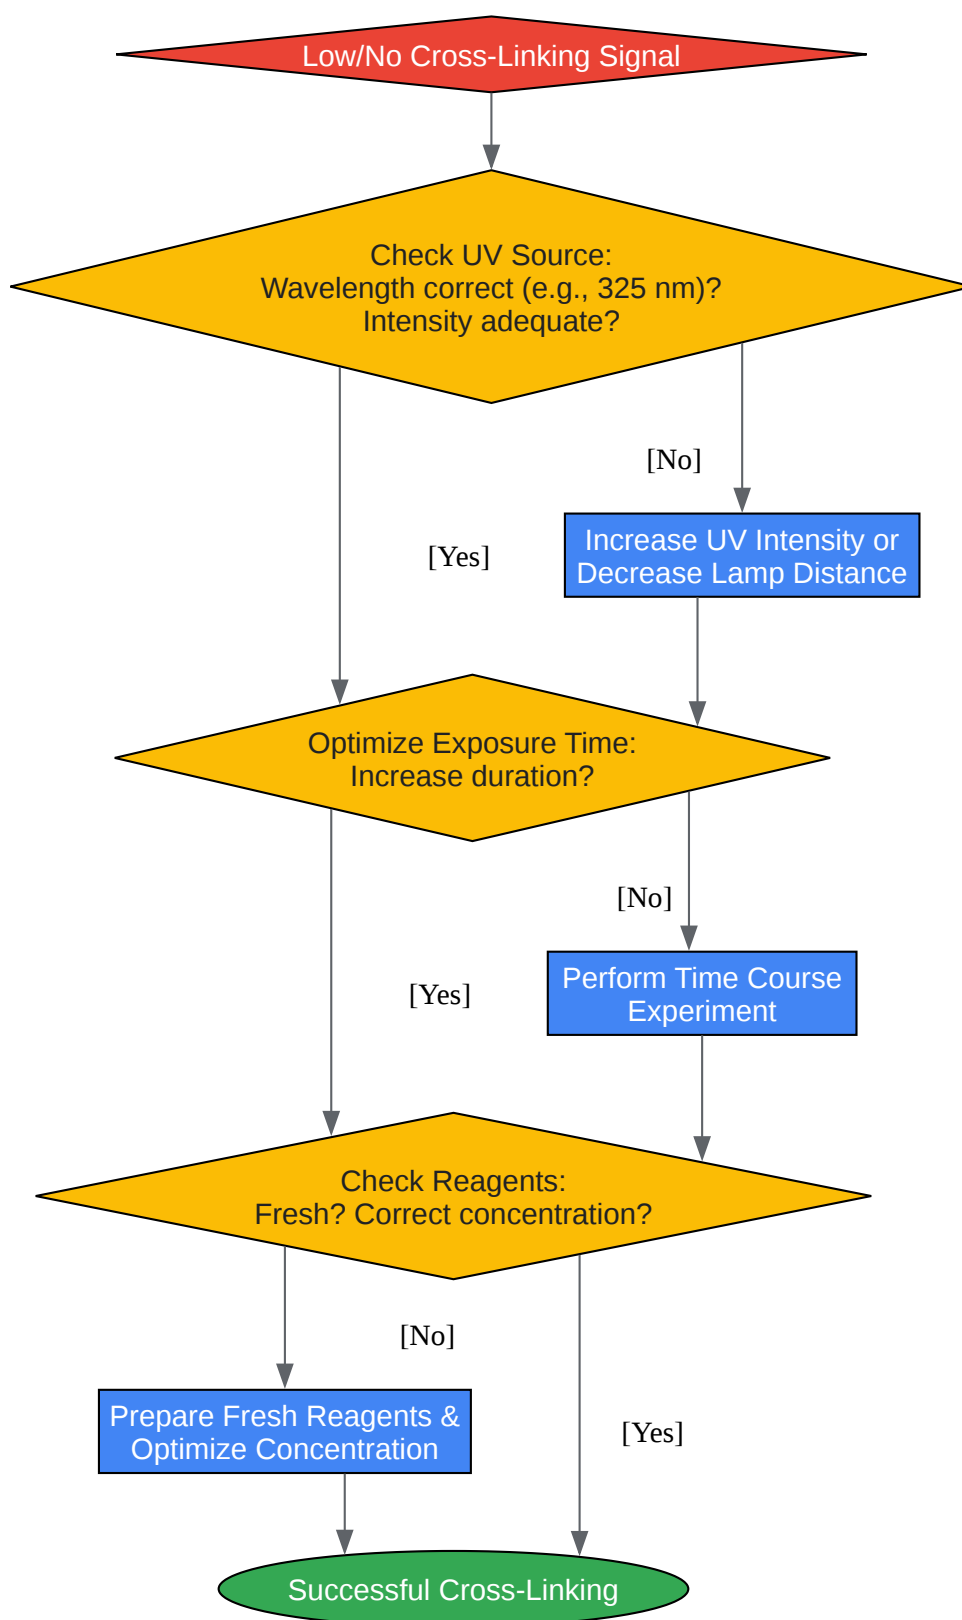 Low/No Cross-Linking Signal
Check UV Source:
Wavelength correct (e.g., 325 nm)?
Intensity adequate?
[No]
[Yes]
Increase UV Intensity or
Decrease Lamp Distance
Optimize Exposure Time:
Increase duration?
[No]
[Yes]
Perform Time Course
Experiment
Check Reagents:
Fresh? Correct concentration?
[No]
[Yes]
Prepare Fresh Reagents &
Optimize Concentration
Successful Cross-Linking